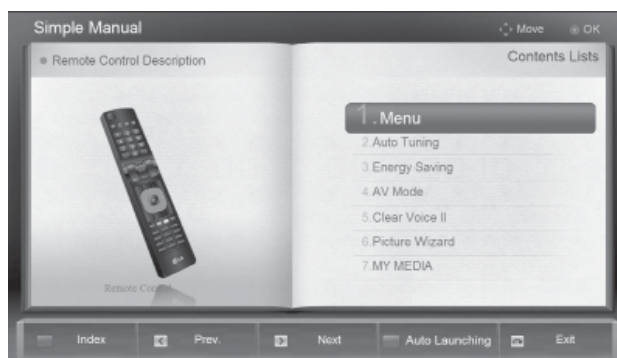 Simple Manual
Move OK
Remote Control Description
Contents Lists
1.Menu
2.Auto Tuning
3.Energy Saving
4.AV Mode
5.Clear Voice II
6.Picture Wizard
7.MY MEDIA
LG
Remote Control
Index Prev. Next Auto Launching Exit